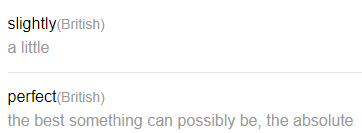 slightly(British)
a little
perfect(British)
the best something can possibly be, the absolute